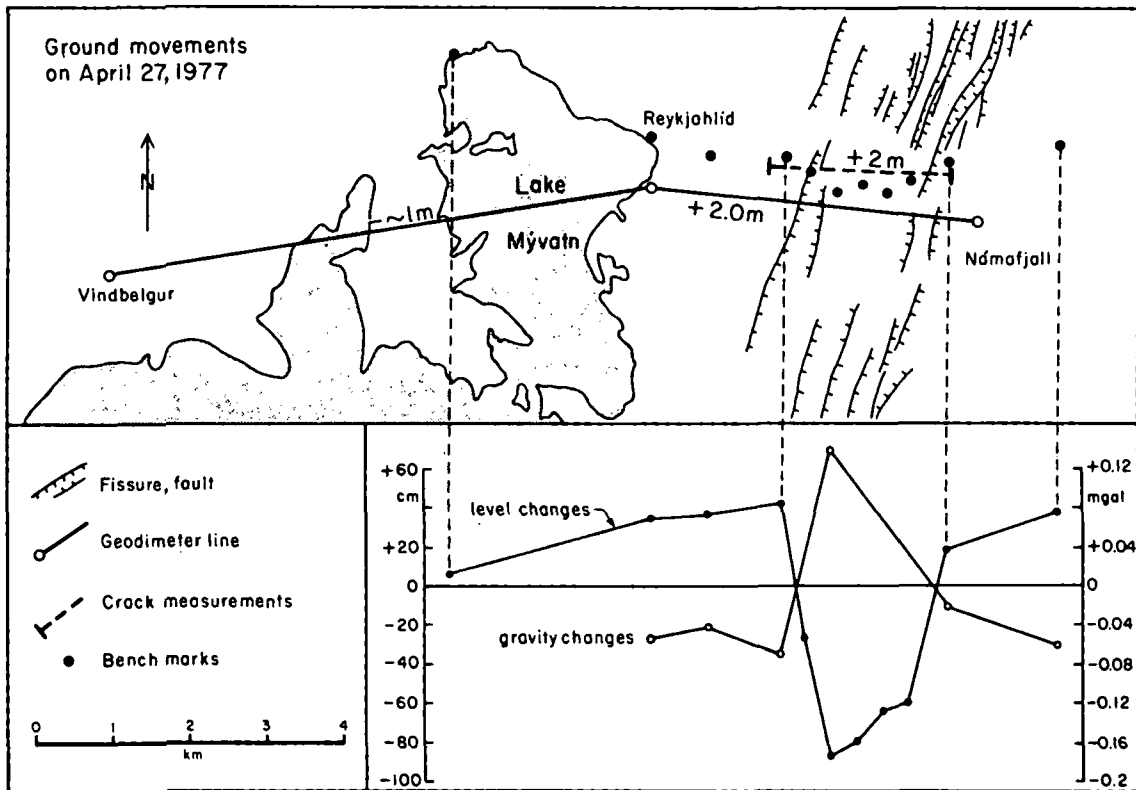 Ground movements
on April 27, 1977
N
Reykjahlíd
+2m
Lake
-~1m
+2.0m
Mývatn
Námafjall
Vindbelgur
Fissure, fault
Geodimeter line
Crack measurements
Bench marks
0 1 2 3 4
km
+60
cm
+20
0
-20
-40
-60
-80
-100
level changes
gravity changes
+0.12
mgal
+0.04
0
-0.04
-0.08
-0.12
-0.16
-0.2